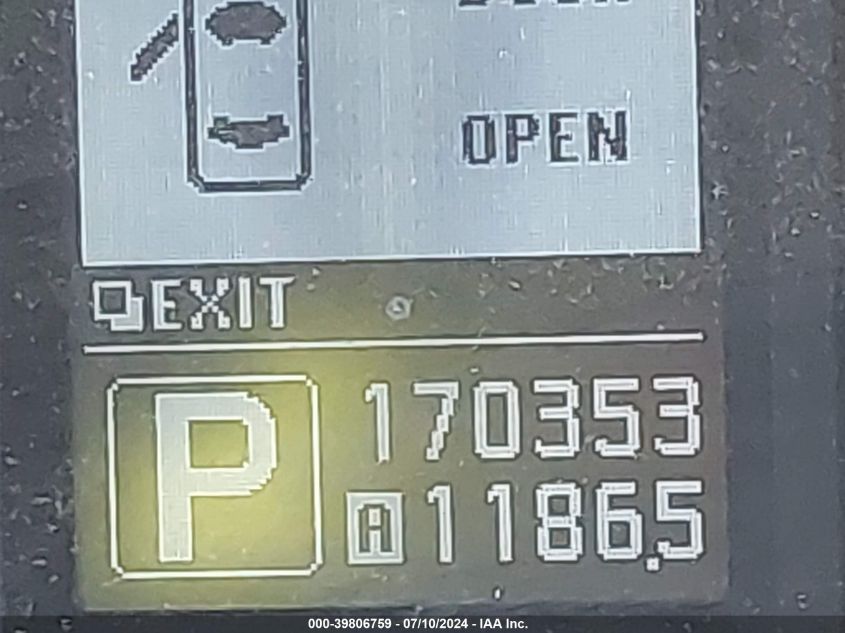 OPEN
EXIT
P
170353
A 1186.5
000-39806759 - 07/10/2024 - IAA Inc.